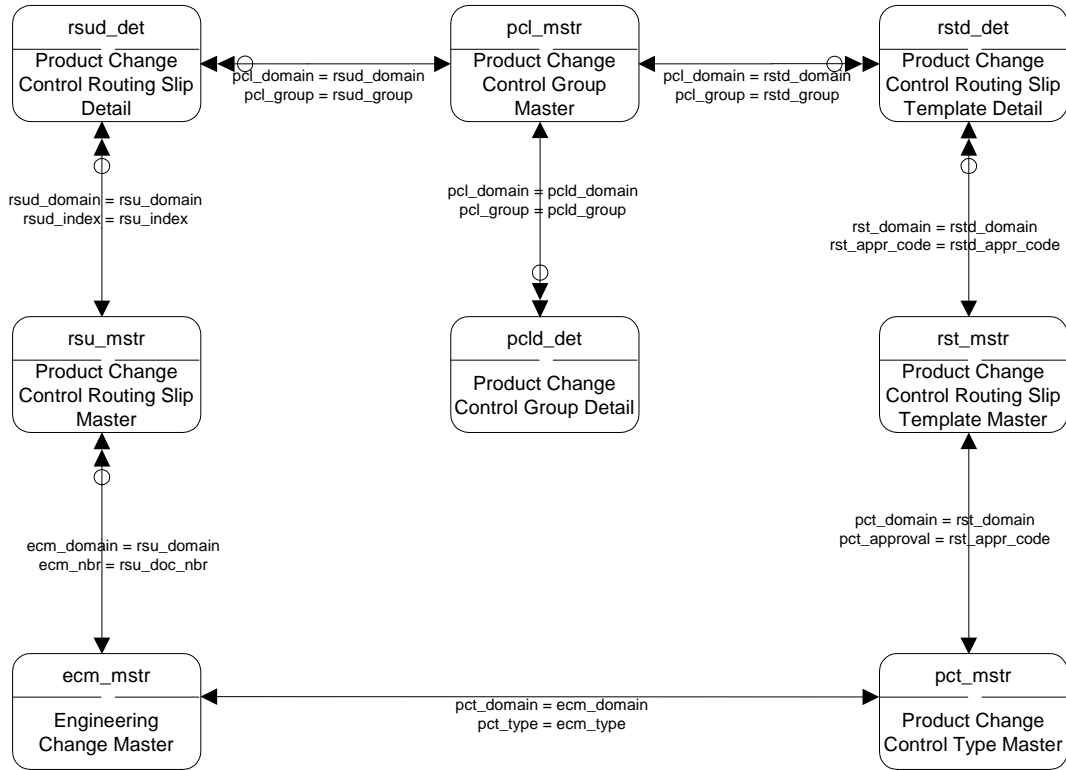 rsud_det
Product Change
Control Routing Slip
Detail
pcl_domain = rsud_domain
pcl_group = rsud_group
pcl_mstr
Product Change
Control Group
Master
pcl_domain = rstd_domain
pcl_group = rstd_group
rstd_det
Product Change
Control Routing Slip
Template Detail
rsud_domain = rsu_domain
rsud_index = rsu_index
pcl_domain = pcld_domain
pcl_group = pcld_group
rst_domain = rstd_domain
rst_appr_code = rstd_appr_code
rsu_mstr
Product Change
Control Routing Slip
Master
pcld_det
Product Change
Control Group Detail
rst_mstr
Product Change
Control Routing Slip
Template Master
ecm_domain = rsu_domain
ecm_nbr = rsu_doc_nbr
pct_domain = rst_domain
pct_approval = rst_appr_code
ecm_mstr
Engineering
Change Master
pct_domain = ecm_domain
pct_type = ecm_type
pct_mstr
Product Change
Control Type Master